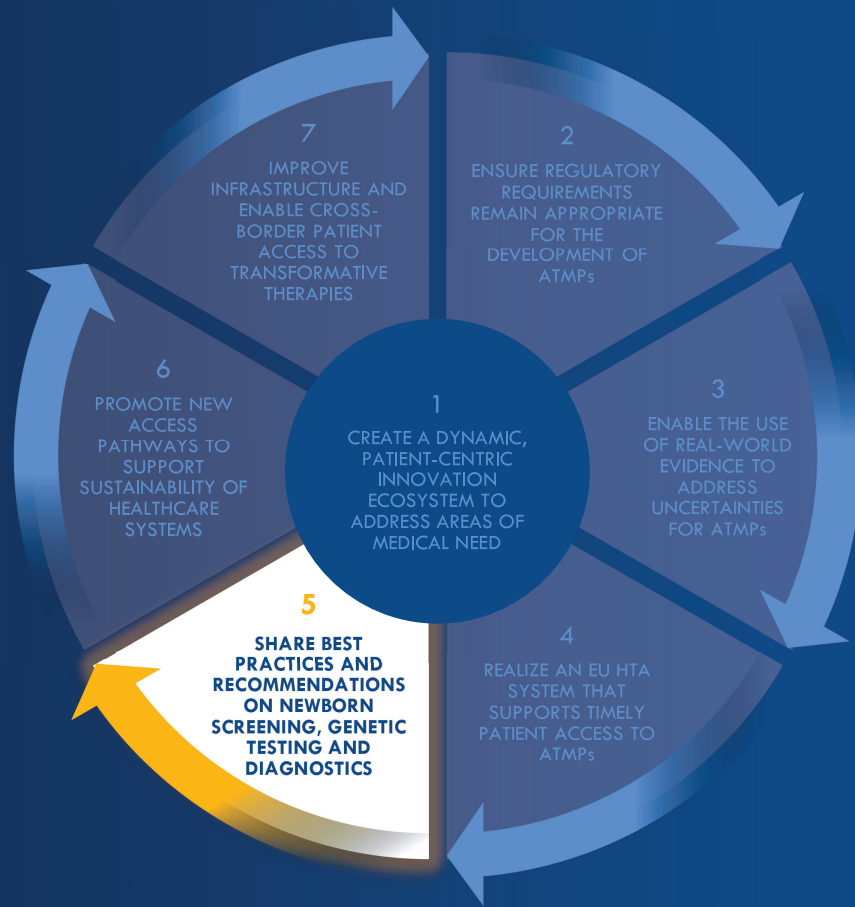 1
CREATE A DYNAMIC,
PATIENT-CENTRIC
INNOVATION
ECOSYSTEM TO
ADDRESS AREAS OF
MEDICAL NEED
2
ENSURE REGULATORY
REQUIREMENTS
REMAIN APPROPRIATE
FOR THE
DEVELOPMENT OF
ATMPs
3
ENABLE THE USE
OF REAL-WORLD
EVIDENCE TO
ADDRESS
UNCERTAINTIES
FOR ATMPs
4
REALIZE AN EU HTA
SYSTEM THAT
SUPPORTS TIMELY
PATIENT ACCESS TO
ATMPs
5
SHARE BEST
PRACTICES AND
RECOMMENDATIONS
ON NEWBORN
SCREENING, GENETIC
TESTING AND
DIAGNOSTICS
6
PROMOTE NEW
ACCESS
PATHWAYS TO
SUPPORT
SUSTAINABILITY OF
HEALTHCARE
SYSTEMS
7
IMPROVE
INFRASTRUCTURE AND
ENABLE CROSS-
BORDER PATIENT
ACCESS TO
TRANSFORMATIVE
THERAPIES